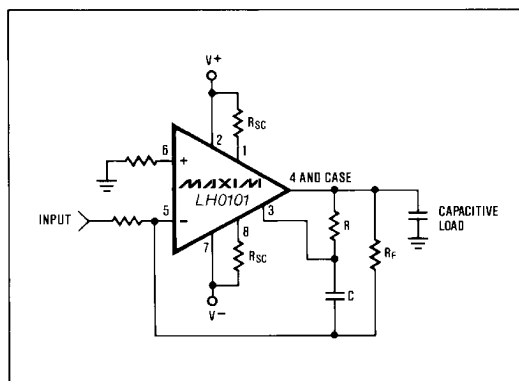 V+
RSC
2
1
6
+
MAXIM
LH0101
4 AND CASE
3
INPUT
5
−
8
7
RSC
R
RF
CAPACITIVE
LOAD
C
V−